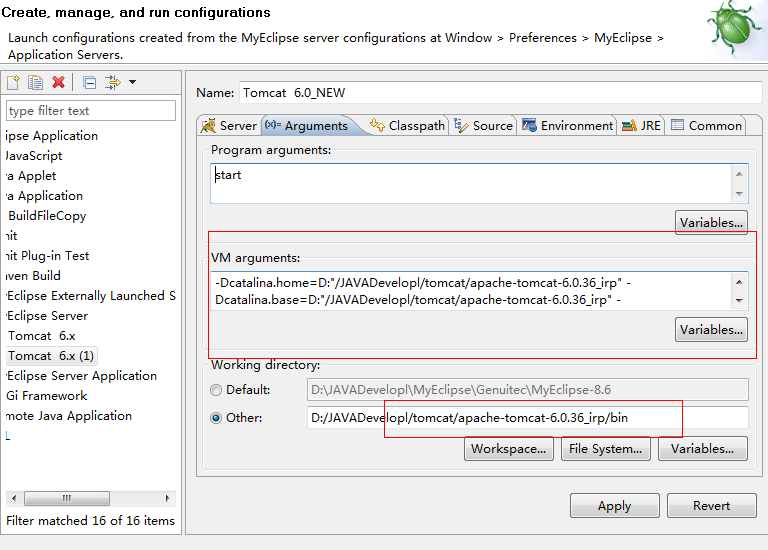 Create, manage, and run configurations
Launch configurations created from the MyEclipse server configurations at Window > Preferences > MyEclipse >
Application Servers.
type filter text
ipse Application
JavaScript
va Applet
va Application
BuildFileCopy
nit
nit Plug-in Test
aven Build
yEclipse Externally Launched S
yEclipse Server
Tomcat 6.x
Tomcat 6.x (1)
yEclipse Server Application
Gi Framework
mote Java Application
L
Filter matched 16 of 16 items
Name: Tomcat 6.0_NEW
Server (x)= Arguments Classpath Source Environment JRE Common
Program arguments:
start
Variables...
VM arguments:
-Dcatalina.home=D:"/JAVADevelopl/tomcat/apache-tomcat-6.0.36_irp" -
Dcatalina.base=D:"/JAVADevelopl/tomcat/apache-tomcat-6.0.36_irp" -
Variables...
Working directory:
Default: D:\JAVADevelopl\MyEclipse\Genuitec\MyEclipse-8.6
Other: D:/JAVADevelopl/tomcat/apache-tomcat-6.0.36_irp/bin
Workspace... File System... Variables...
Apply Revert